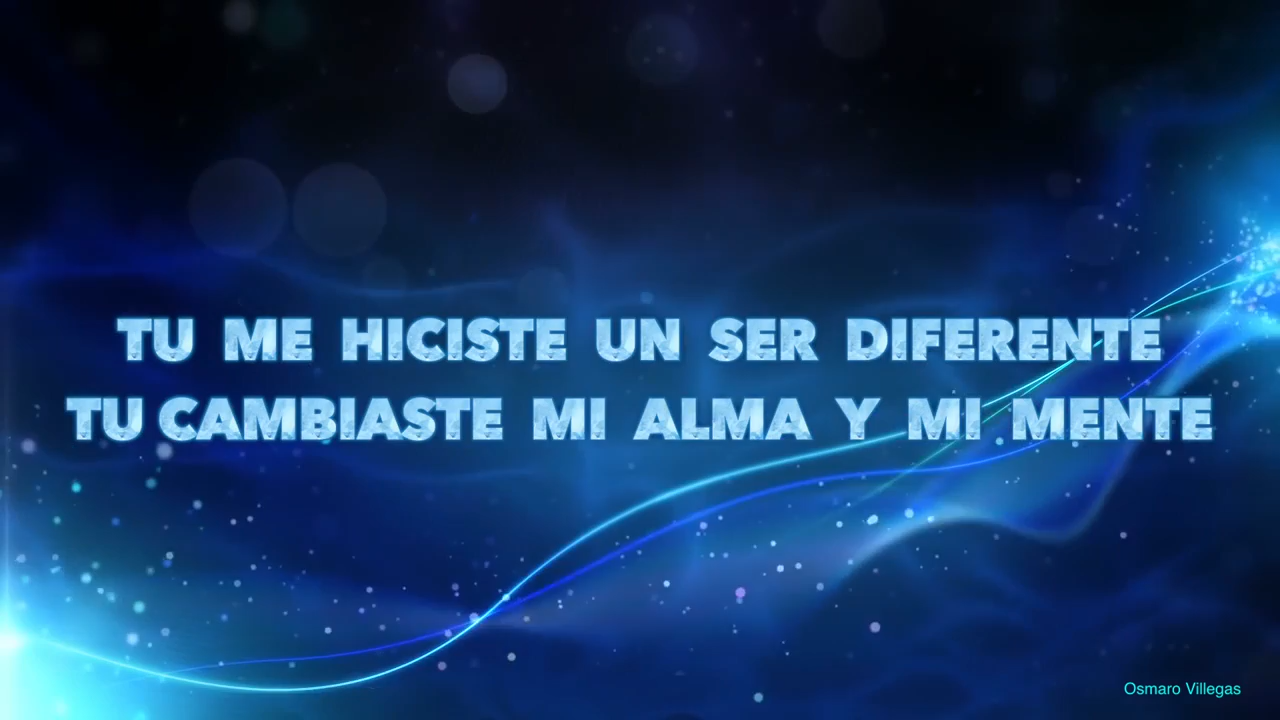 TU ME HICISTE UN SER DIFERENTE
TU CAMBIASTE MI ALMA Y MI MENTE
Osmaro Villegas